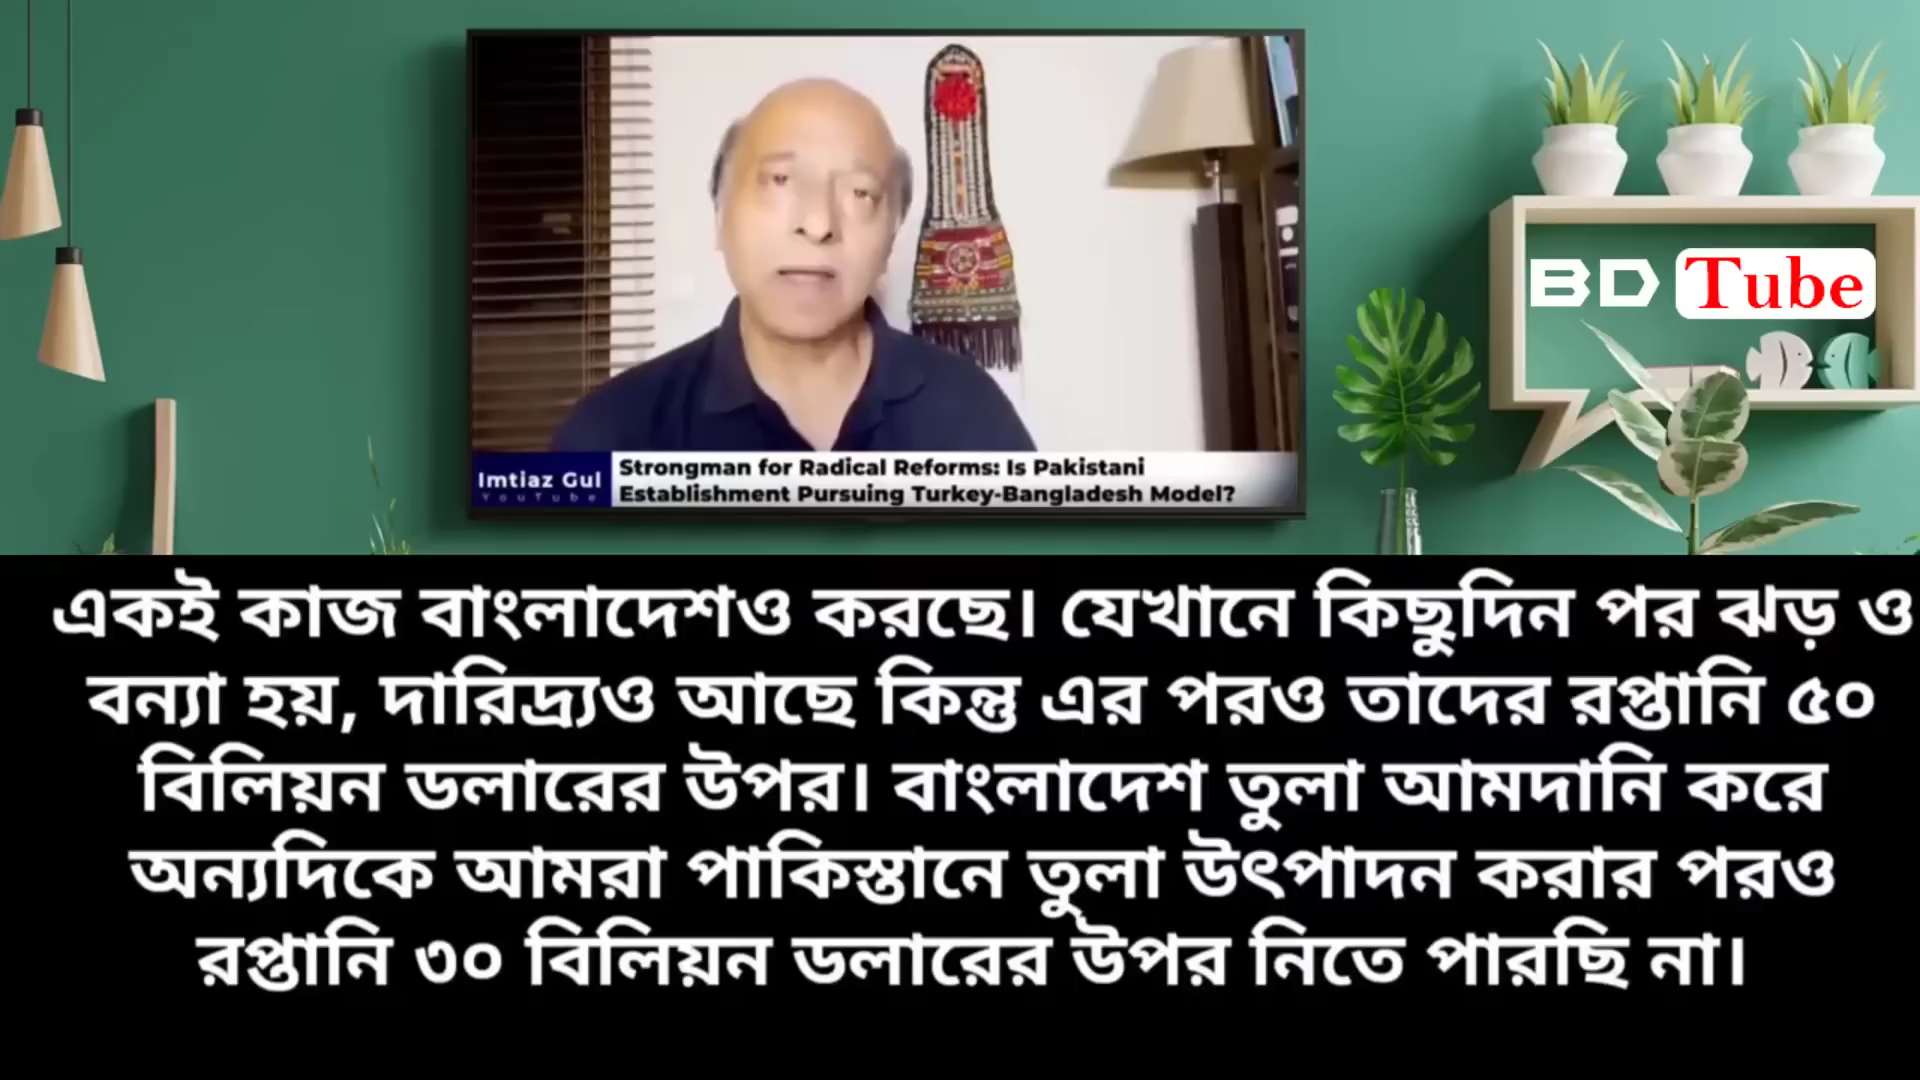 BD Tube
Imtiaz Gul
YouTube
Strongman for Radical Reforms: Is Pakistani
Establishment Pursuing Turkey-Bangladesh Model?
একই কাজ বাংলাদেশও করছে। যেখানে কিছুদিন পর ঝড় ও
বন্যা হয়, দারিদ্র্যও আছে কিন্তু এর পরও তাদের রপ্তানি ৫০
বিলিয়ন ডলারের উপর। বাংলাদেশ তুলা আমদানি করে
অন্যদিকে আমরা পাকিস্তানে তুলা উৎপাদন করার পরও
রপ্তানি ৩০ বিলিয়ন ডলারের উপর নিতে পারছি না।